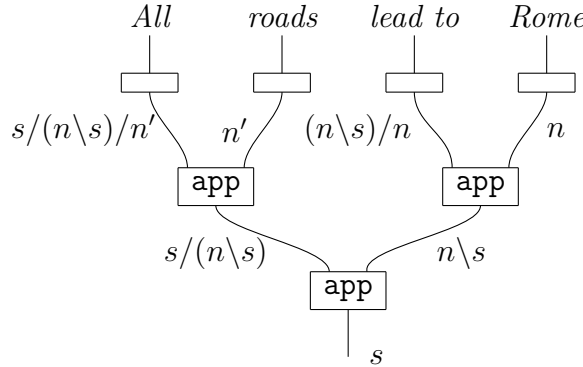 All roads lead to Rome
s/(n\s)/n′ n′ (n\s)/n n
app app
s/(n\s) n\s
app
s